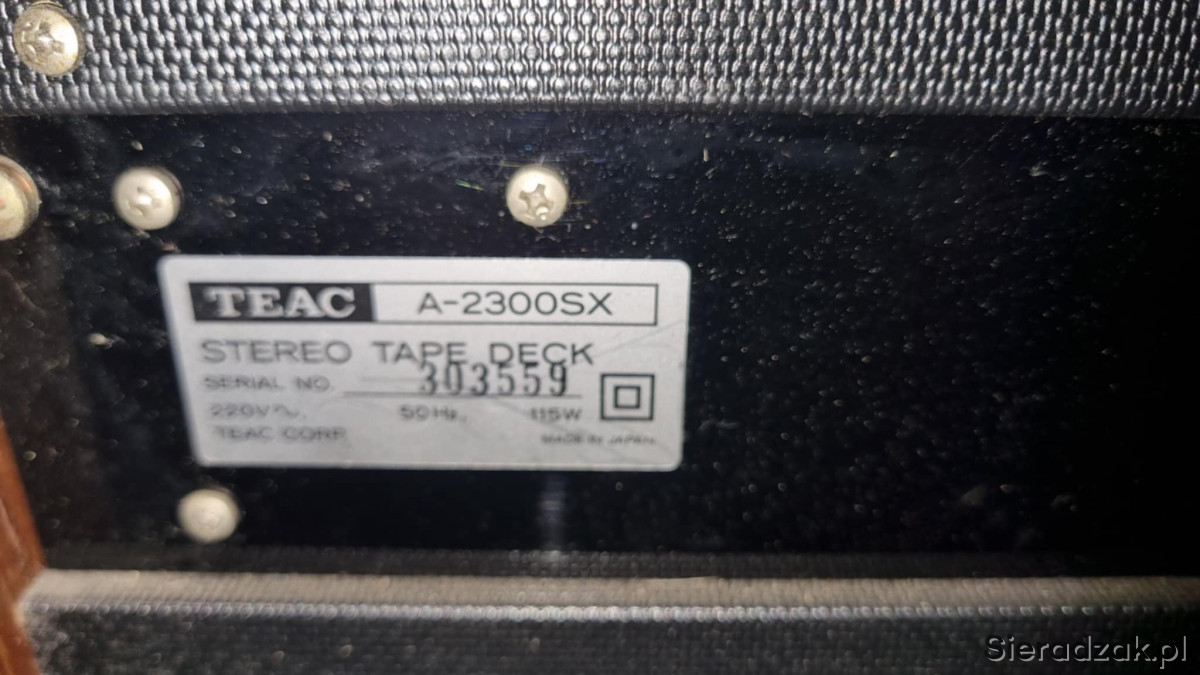 TEAC A-2300SX
STEREO TAPE DECK
SERIAL NO. 303559
220V~. 50Hz. 115W
TEAC CORP. MADE IN JAPAN
Sieradzak.pl